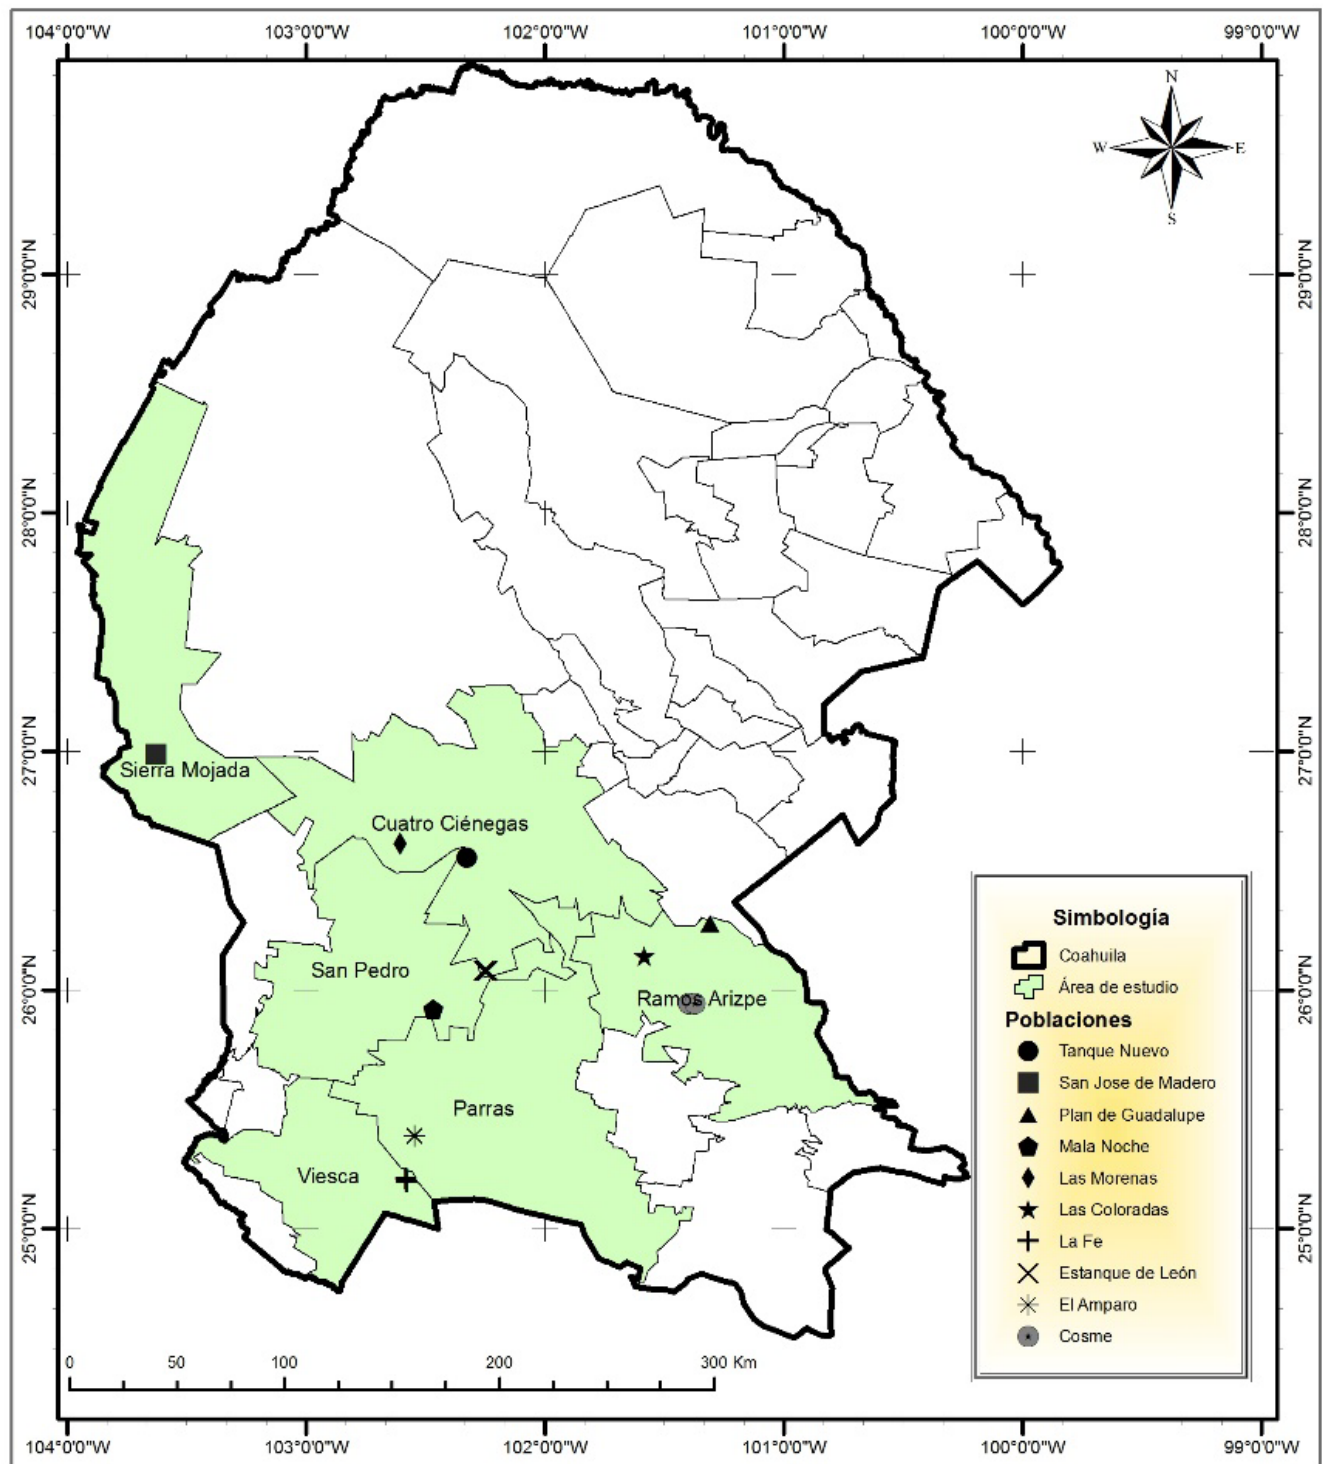 104°0'0"W 103°0'0"W 102°0'0"W 101°0'0"W 100°0'0"W 99°0'0"W
N
W E
S
29°0'0"N 29°0'0"N
28°0'0"N 28°0'0"N
27°0'0"N 27°0'0"N
Sierra Mojada
Cuatro Ciénegas
San Pedro
26°0'0"N 26°0'0"N
Ramos Arizpe
Parras
Viesca
25°0'0"N 25°0'0"N
Simbología
Coahuila
Área de estudio
Poblaciones
Tanque Nuevo
San Jose de Madero
Plan de Guadalupe
Mala Noche
Las Morenas
Las Coloradas
La Fe
Estanque de León
El Amparo
Cosme
0 50 100 200 300 Km
104°0'0"W 103°0'0"W 102°0'0"W 101°0'0"W 100°0'0"W 99°0'0"W